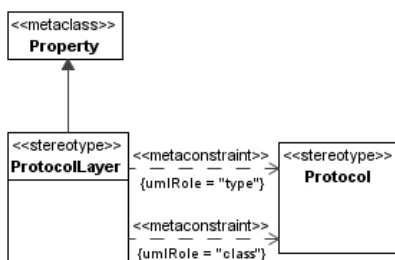 <<metaclass>>
Property
<<stereotype>>
ProtocolLayer
<<metaconstraint>>
{umlRole = "type"}
<<stereotype>>
Protocol
<<metaconstraint>>
{umlRole = "class"}